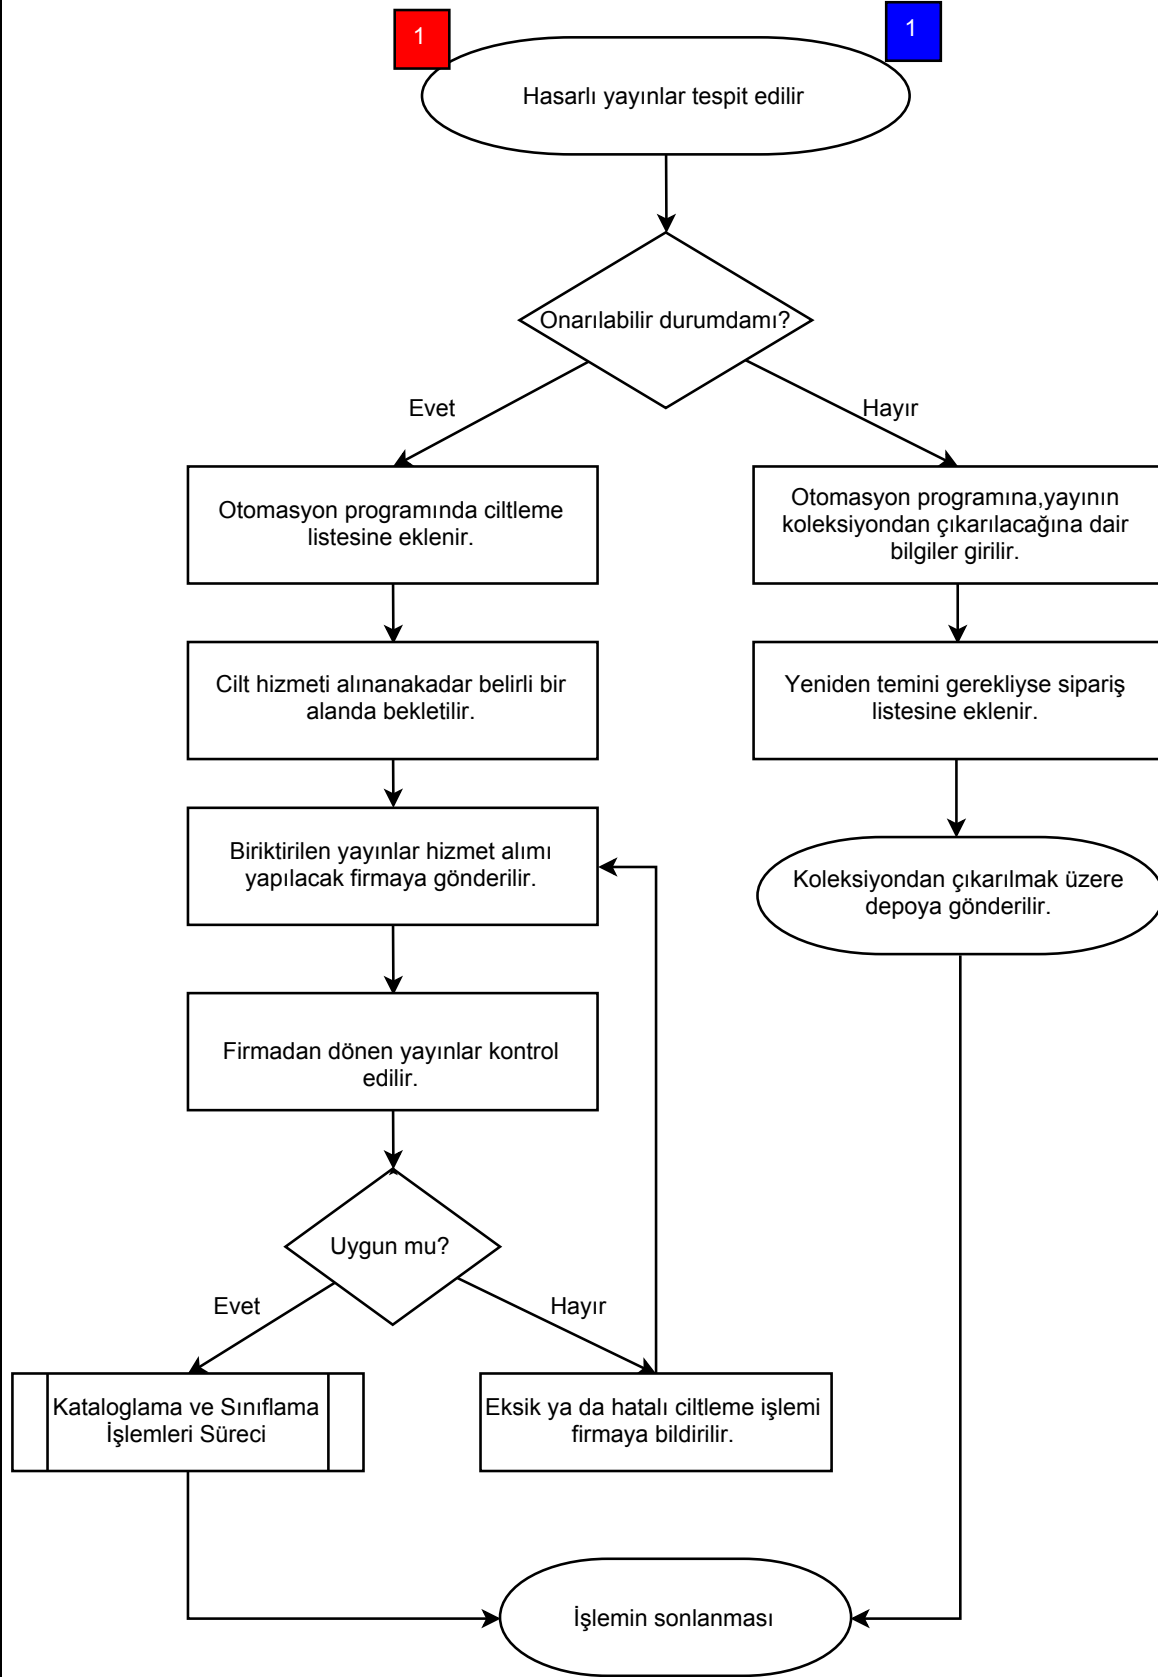 1
1
Hasarlı yayınlar tespit edilir
Onarılabilir durumdamı?
Evet
Hayır
Otomasyon programında ciltleme
listesine eklenir.
Otomasyon programına,yayının
koleksiyondan çıkarılacağına dair
bilgiler girilir.
Cilt hizmeti alınanakadar belirli bir
alanda bekletilir.
Yeniden temini gerekliyse sipariş
listesine eklenir.
Biriktirilen yayınlar hizmet alımı
yapılacak firmaya gönderilir.
Koleksiyondan çıkarılmak üzere
depoya gönderilir.
Firmadan dönen yayınlar kontrol
edilir.
Uygun mu?
Evet
Hayır
Kataloglama ve Sınıflama
İşlemleri Süreci
Eksik ya da hatalı ciltleme işlemi
firmaya bildirilir.
İşlemin sonlanması